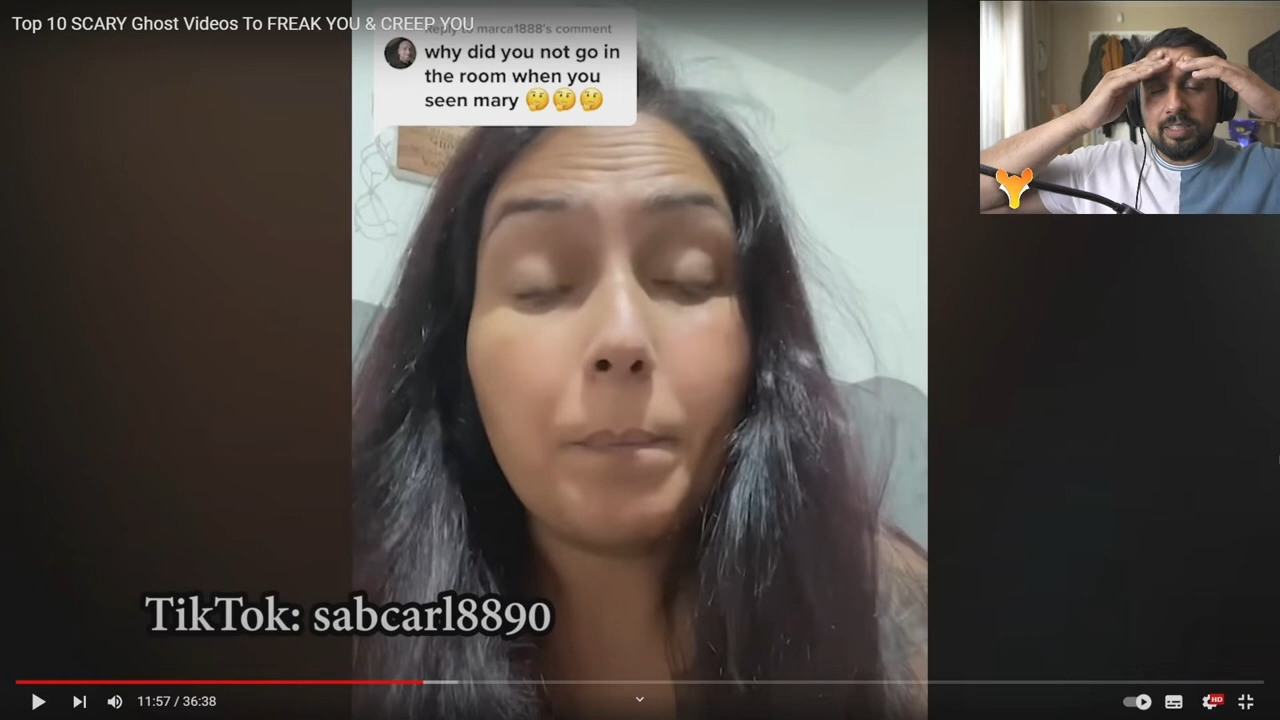 Top 10 SCARY Ghost Videos To FREAK YOU & CREEP YOU
Reply to marca1888's comment
why did you not go in
the room when you
seen mary 🤔🤔🤔
TikTok: sabcarl8890
11:57 / 36:38
HD